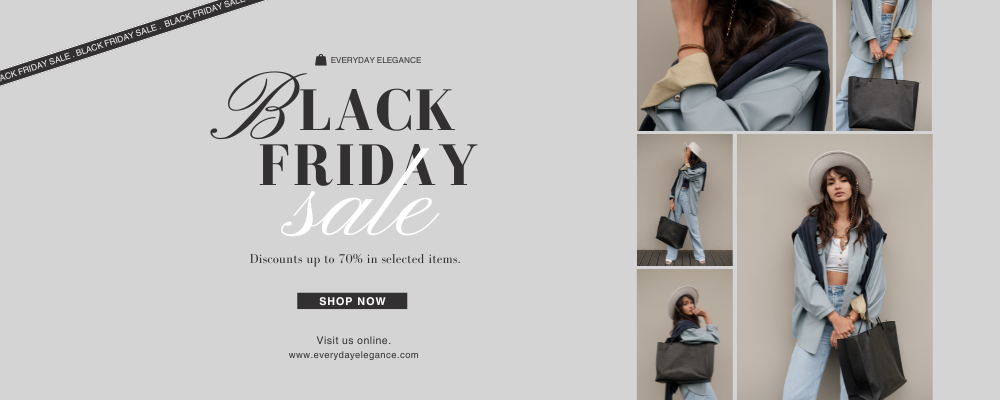 ACK FRIDAY SALE . BLACK FRIDAY SALE . BLACK FRIDAY SALE
EVERYDAY ELEGANCE
BLACK
FRIDAY
sale
Discounts up to 70% in selected items.
SHOP NOW
Visit us online.
www.everydayelegance.com